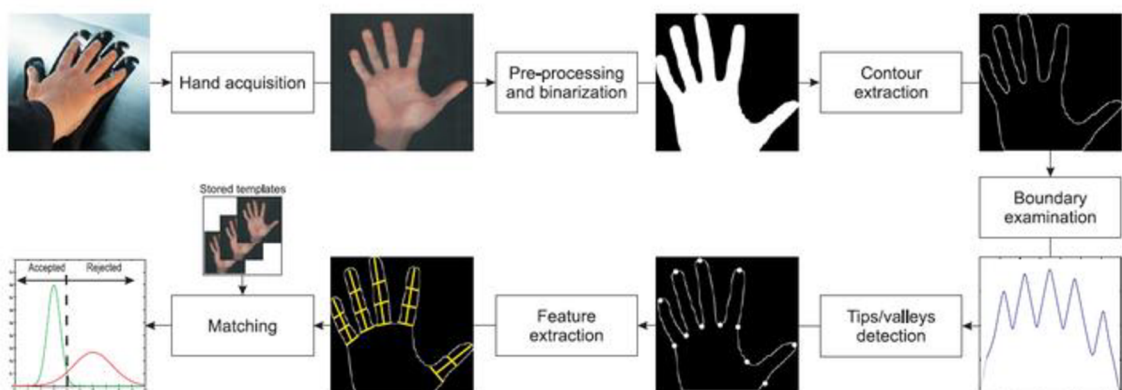 Hand acquisition
Pre-processing
and binarization
Contour
extraction
Boundary
examination
Stored templates
Accepted
Rejected
Matching
Feature
extraction
Tips/valleys
detection